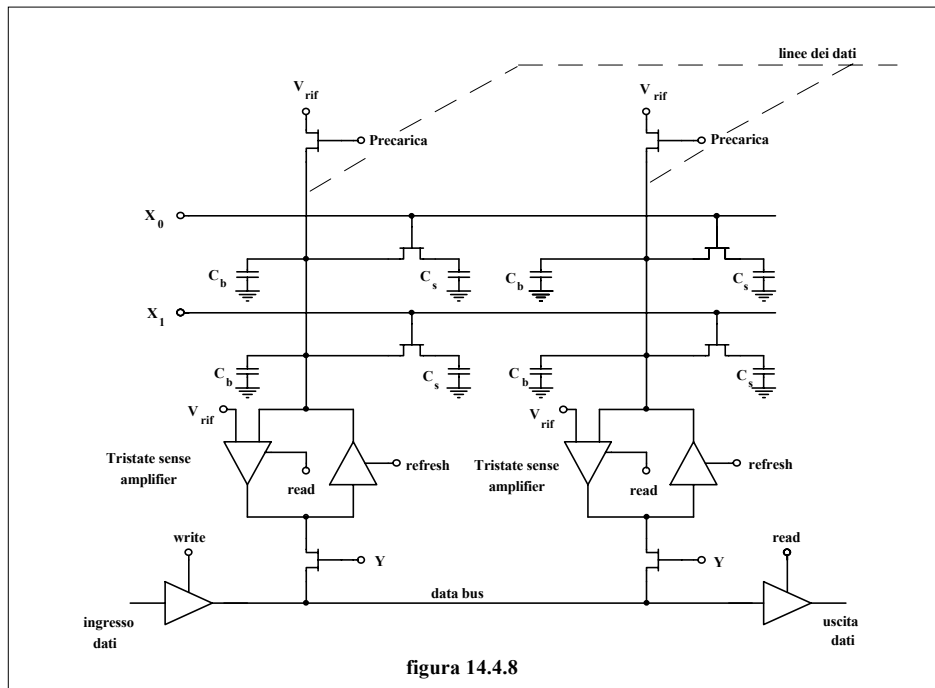 linee dei dati
V rif
V rif
Precarica
Precarica
X 0
C b
C s
C b
C s
X 1
C b
C s
C b
C s
V rif
V rif
Tristate sense
amplifier
read
refresh
Tristate sense
amplifier
read
refresh
write
Y
read
Y
data bus
ingresso
dati
uscita
dati
figura 14.4.8